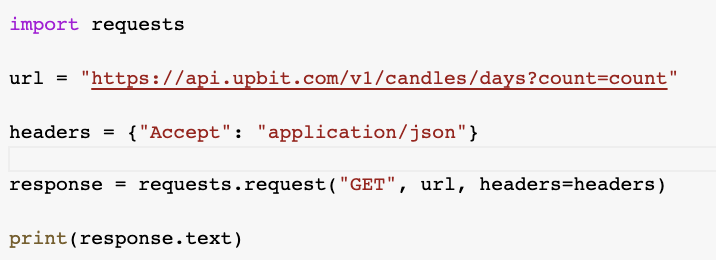 import requests
url = "https://api.upbit.com/v1/candles/days?count=count"
headers = {"Accept": "application/json"}
response = requests.request("GET", url, headers=headers)
print(response.text)